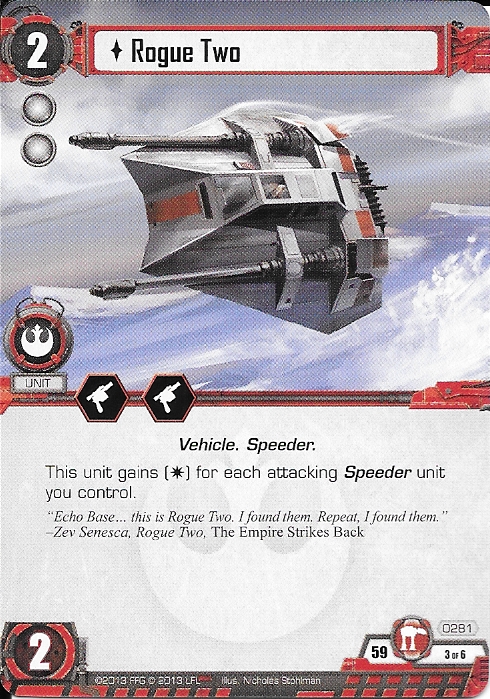 2
Rogue Two
UNIT
Vehicle. Speeder.
This unit gains (✷) for each attacking Speeder unit
you control.
“Echo Base... this is Rogue Two. I found them. Repeat, I found them.”
–Zev Senesca, Rogue Two, The Empire Strikes Back
2
0281
59
3 OF 6
©2013 FFG © 2013 LFL Illus. Nicholas Stohlman